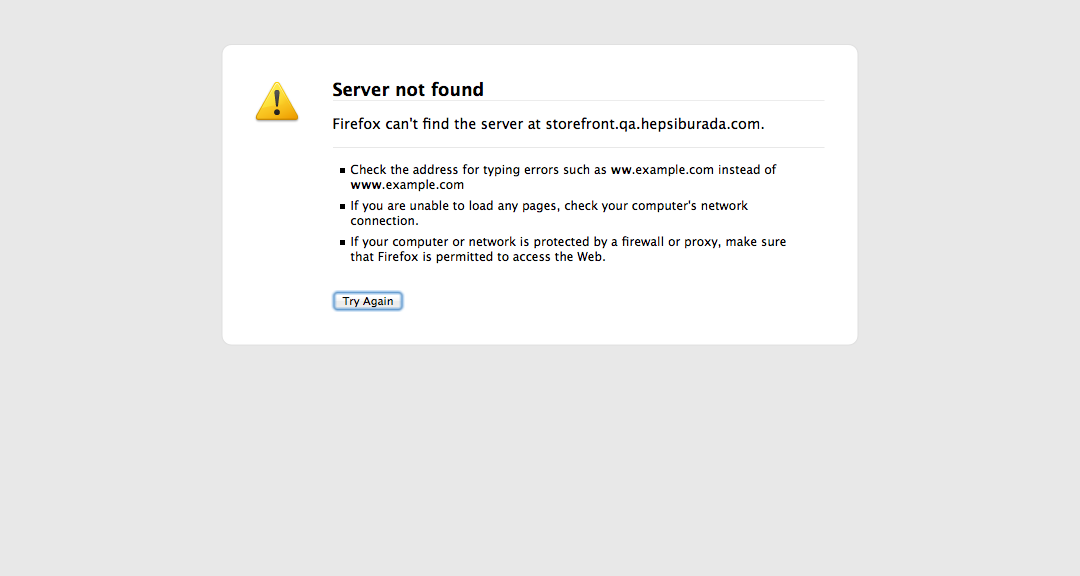 Server not found
Firefox can't find the server at storefront.qa.hepsiburada.com.
Check the address for typing errors such as ww.example.com instead of
www.example.com
If you are unable to load any pages, check your computer's network
connection.
If your computer or network is protected by a firewall or proxy, make sure
that Firefox is permitted to access the Web.
Try Again